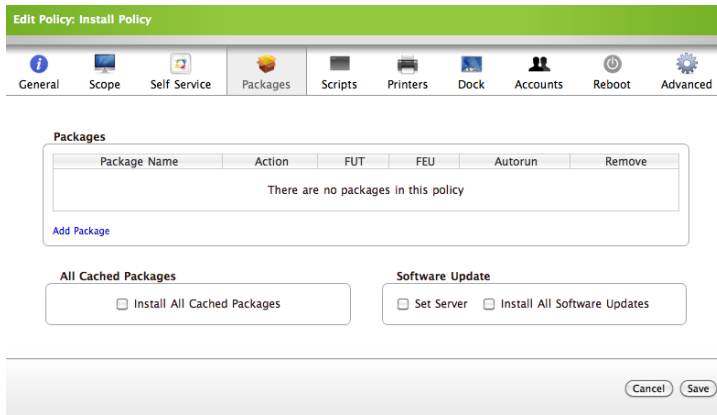 Edit Policy: Install Policy
General Scope Self Service Packages Scripts Printers Dock Accounts Reboot Advanced
Packages
Package Name Action FUT FEU Autorun Remove
There are no packages in this policy
Add Package
All Cached Packages Software Update
Install All Cached Packages Set Server Install All Software Updates
Cancel Save